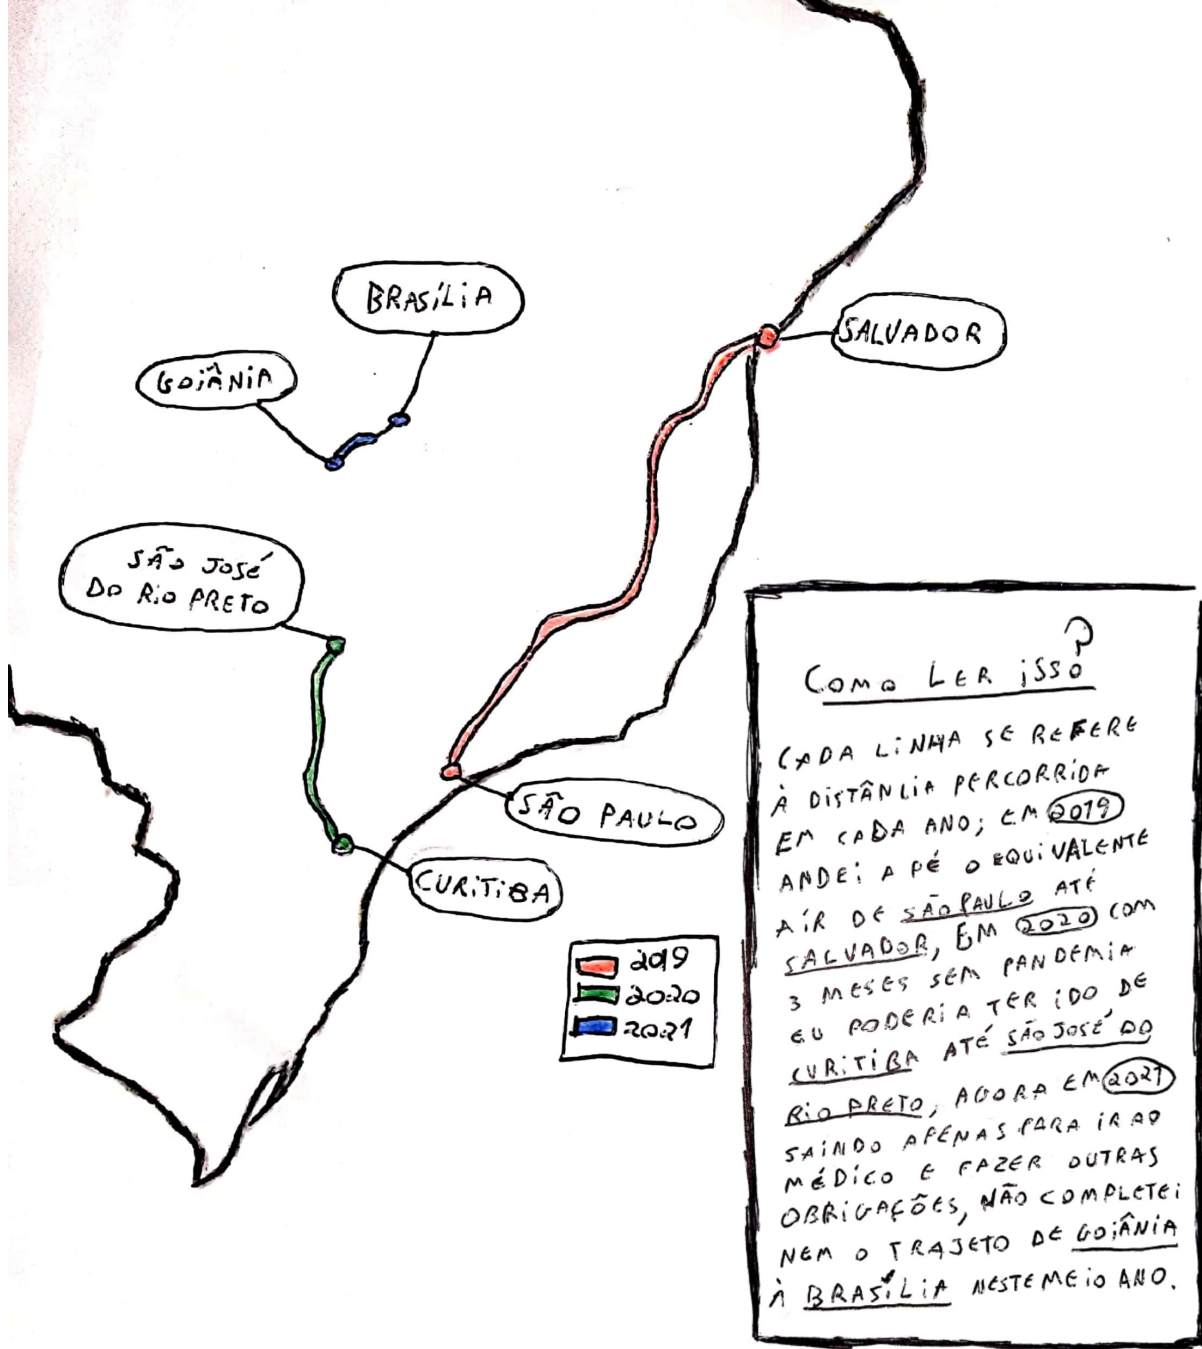 BRASÍLIA
GOIÂNIA
SALVADOR
SÃO JOSÉ
DO RIO PRETO
SÃO PAULO
CURITIBA
2019
2020
2021
COMO LER ISSO?
CADA LINHA SE REFERE
À DISTÂNCIA PERCORRIDA
EM CADA ANO; EM 2019
ANDEI A PÉ O EQUIVALENTE
A IR DE SÃO PAULO ATÉ
SALVADOR, EM 2020 COM
3 MESES SEM PANDEMIA
EU PODERIA TER IDO DE
CURITIBA ATÉ SÃO JOSÉ DO
RIO PRETO, AGORA EM 2021
SAINDO APENAS PARA IR AO
MÉDICO E FAZER OUTRAS
OBRIGAÇÕES, NÃO COMPLETEI
NEM O TRAJETO DE GOIÂNIA
À BRASÍLIA NESTE MEIO ANO.